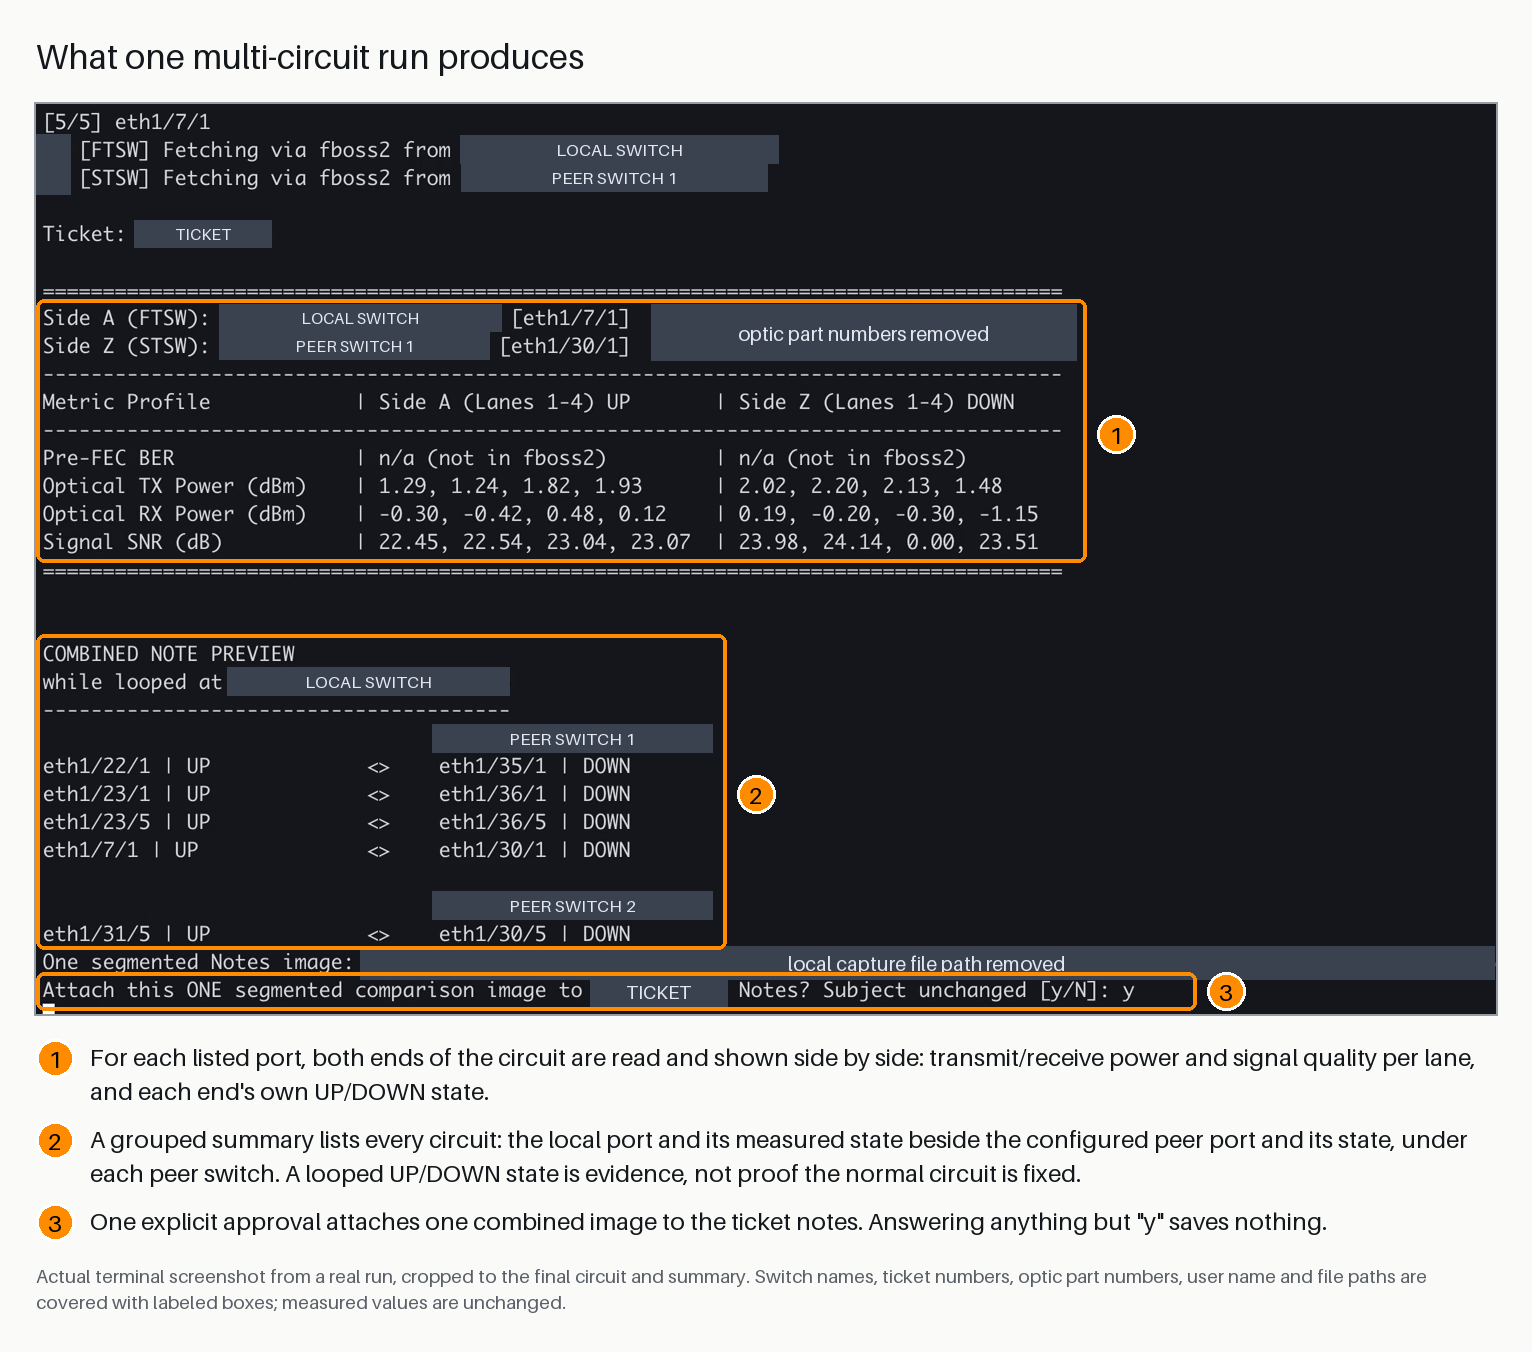 What one multi-circuit run produces
[5/5] eth1/7/1
[FTSW] Fetching via fboss2 from LOCAL SWITCH
[STSW] Fetching via fboss2 from PEER SWITCH 1
Ticket: TICKET
=====================================================================================
Side A (FTSW): LOCAL SWITCH [eth1/7/1] optic part numbers removed
Side Z (STSW): PEER SWITCH 1 [eth1/30/1]
-------------------------------------------------------------------------------------
Metric Profile | Side A (Lanes 1-4) UP | Side Z (Lanes 1-4) DOWN
-------------------------------------------------------------------------------------
Pre-FEC BER | n/a (not in fboss2) | n/a (not in fboss2)
Optical TX Power (dBm) | 1.29, 1.24, 1.82, 1.93 | 2.02, 2.20, 2.13, 1.48
Optical RX Power (dBm) | -0.30, -0.42, 0.48, 0.12 | 0.19, -0.20, -0.30, -1.15
Signal SNR (dB) | 22.45, 22.54, 23.04, 23.07 | 23.98, 24.14, 0.00, 23.51
=====================================================================================
1
COMBINED NOTE PREVIEW
while looped at LOCAL SWITCH
---------------------------------------
PEER SWITCH 1
eth1/22/1 | UP <> eth1/35/1 | DOWN
eth1/23/1 | UP <> eth1/36/1 | DOWN
eth1/23/5 | UP <> eth1/36/5 | DOWN
eth1/7/1 | UP <> eth1/30/1 | DOWN
PEER SWITCH 2
eth1/31/5 | UP <> eth1/30/5 | DOWN
2
One segmented Notes image: local capture file path removed
Attach this ONE segmented comparison image to TICKET Notes? Subject unchanged [y/N]: y
3
1 For each listed port, both ends of the circuit are read and shown side by side: transmit/receive power and signal quality per lane,
and each end's own UP/DOWN state.
2 A grouped summary lists every circuit: the local port and its measured state beside the configured peer port and its state, under
each peer switch. A looped UP/DOWN state is evidence, not proof the normal circuit is fixed.
3 One explicit approval attaches one combined image to the ticket notes. Answering anything but "y" saves nothing.
Actual terminal screenshot from a real run, cropped to the final circuit and summary. Switch names, ticket numbers, optic part numbers, user name and file paths are
covered with labeled boxes; measured values are unchanged.